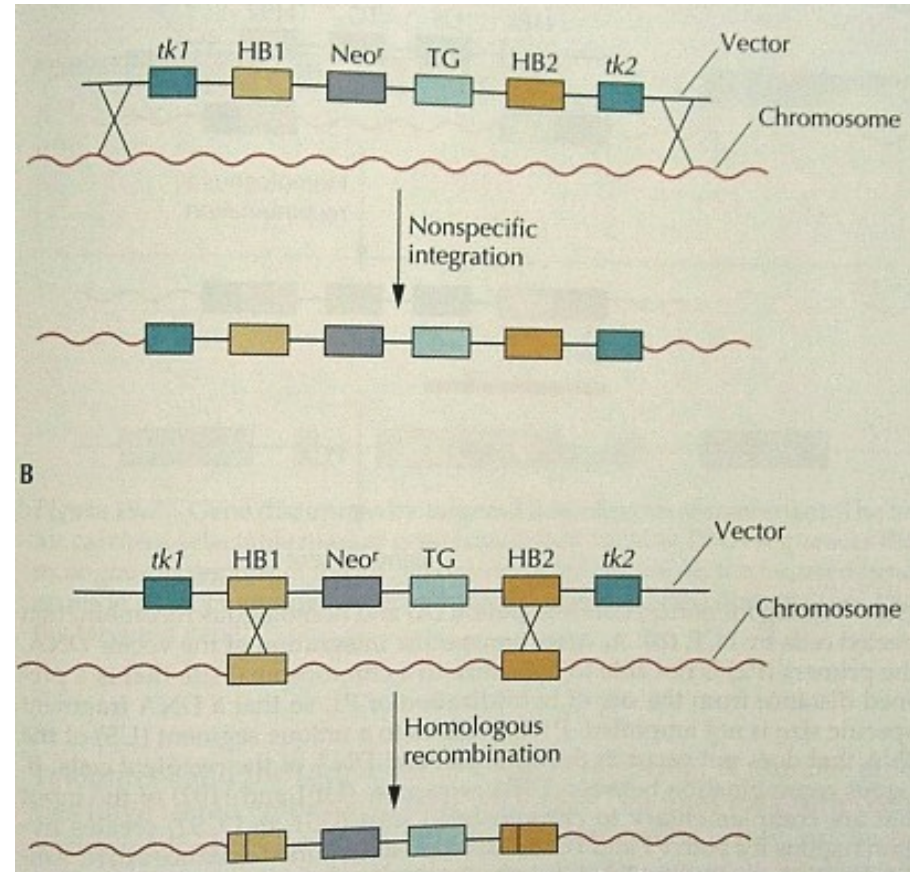 tk1 HB1 Neoʳ TG HB2 tk2
Vector
Chromosome
Nonspecific
integration
B
tk1 HB1 Neoʳ TG HB2 tk2
Vector
Chromosome
Homologous
recombination